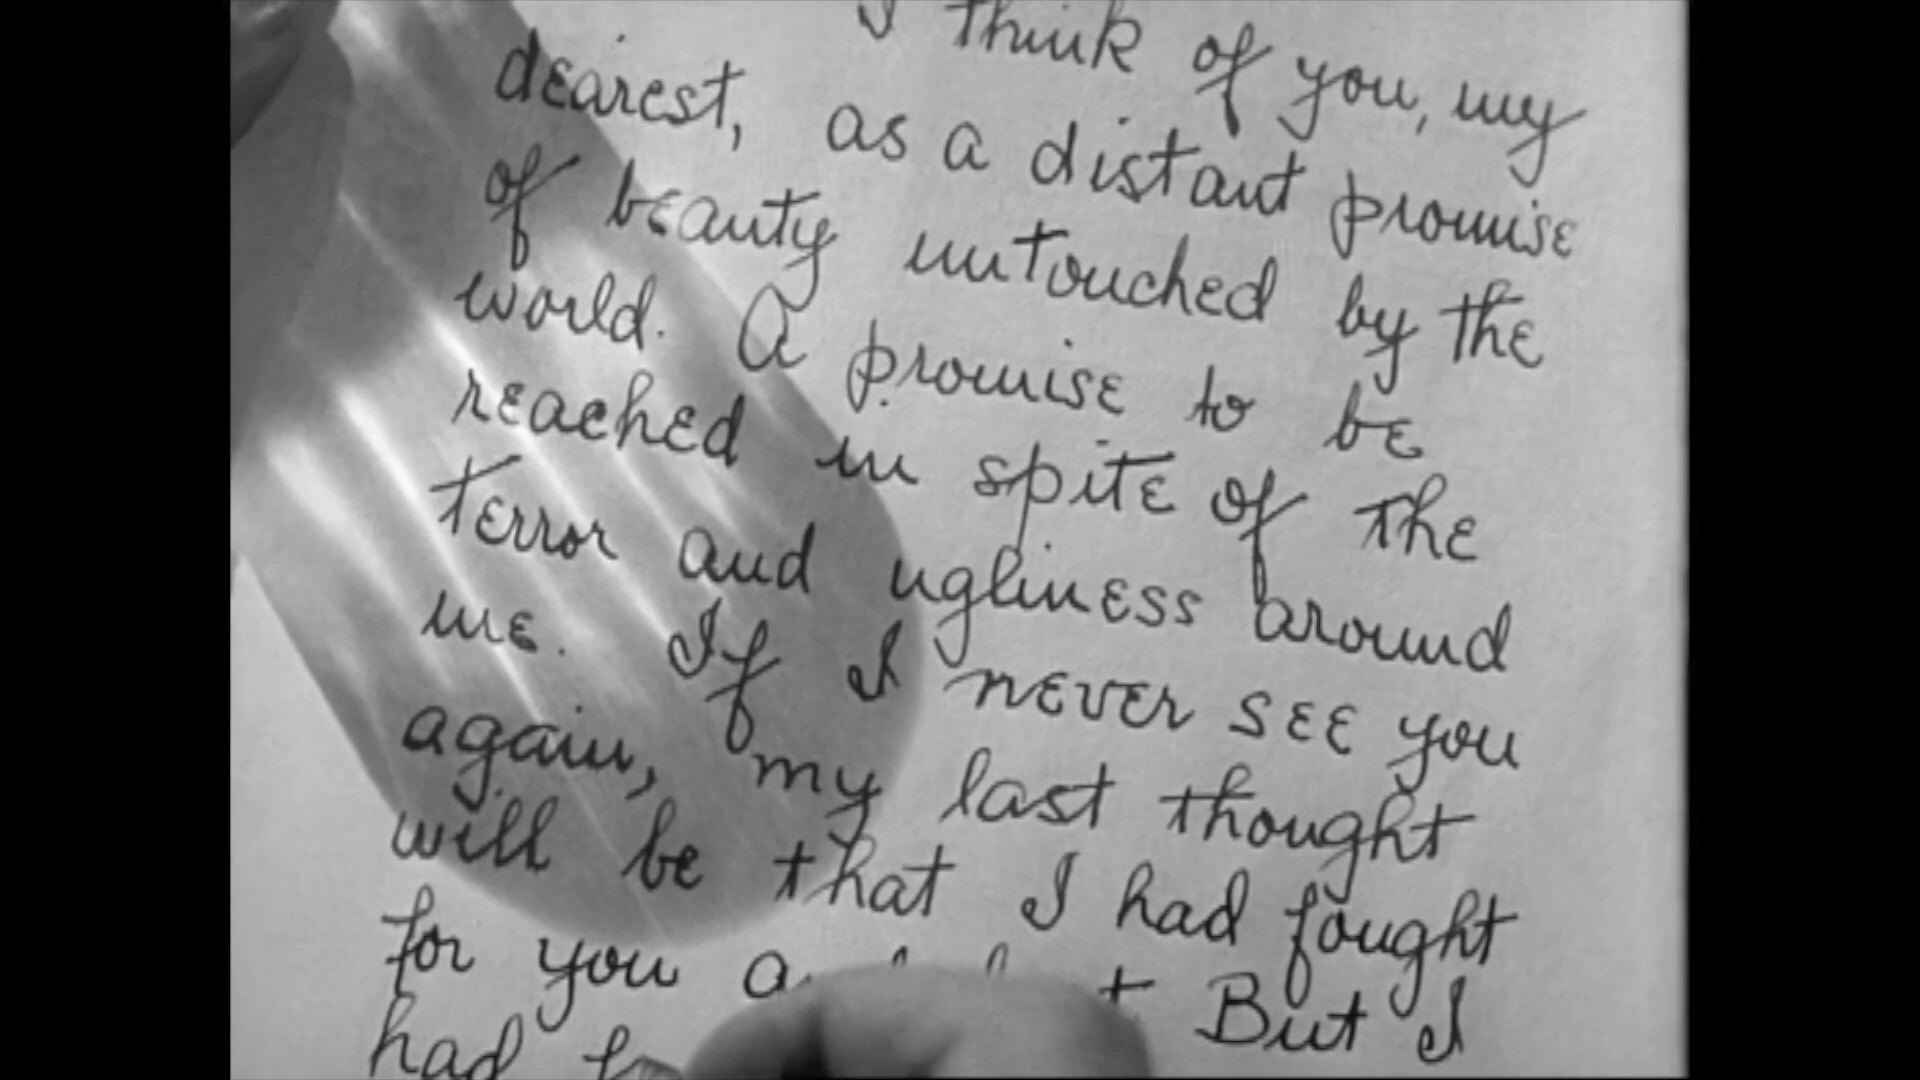 I think of you, my
dearest, as a distant promise
of beauty untouched by the
world. A promise to be
reached in spite of the
terror and ugliness around
me. If I never see you
again, my last thought
will be that I had fought
for you But I
had